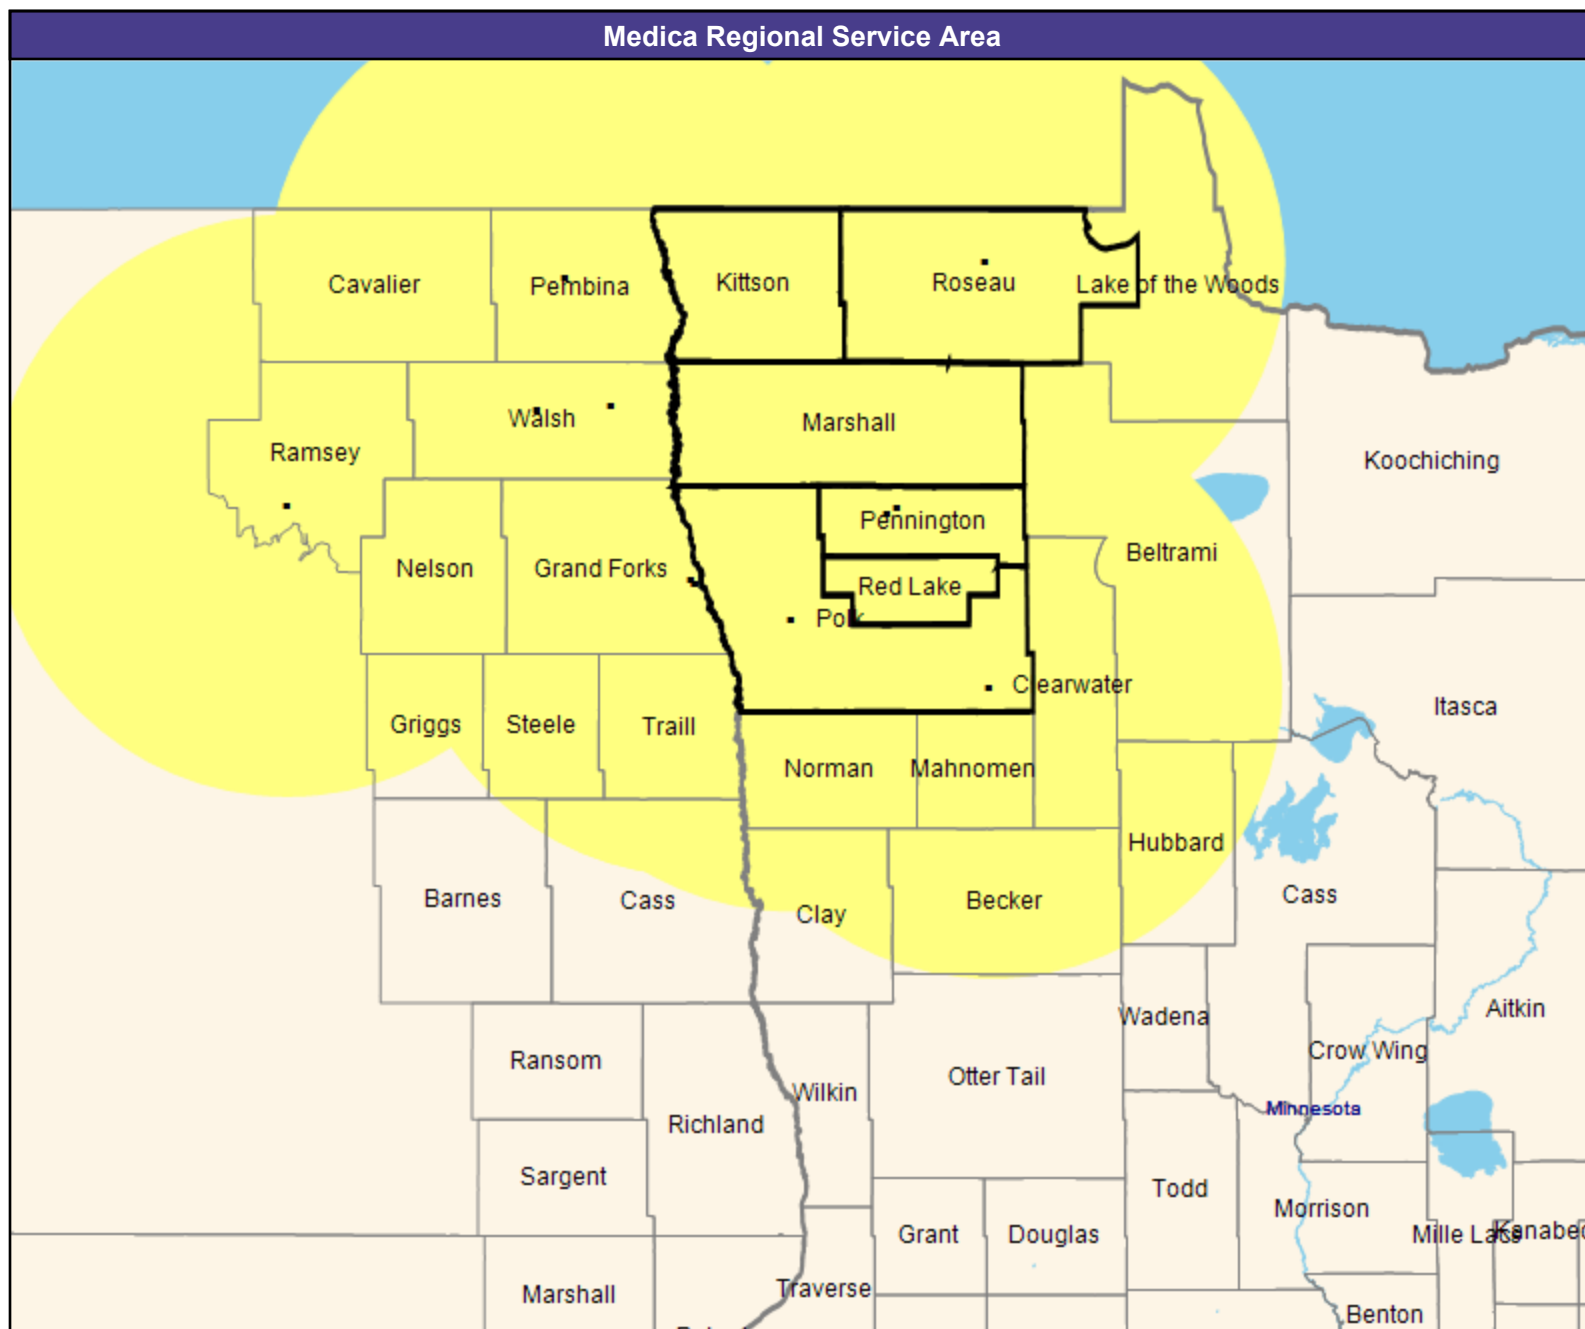 Medica Regional Service Area
Cavalier
Pembina
Kittson
Roseau
Lake of the Woods
Walsh
Marshall
Ramsey
Koochiching
Pennington
Beltrami
Nelson
Grand Forks
Red Lake
Polk
Clearwater
Itasca
Griggs
Steele
Traill
Norman
Mahnomen
Hubbard
Barnes
Cass
Clay
Becker
Cass
Wadena
Aitkin
Crow Wing
Ransom
Otter Tail
Wilkin
Minnesota
Richland
Sargent
Todd
Morrison
Grant
Douglas
Mille Lacs
Kanabec
Marshall
Traverse
Benton